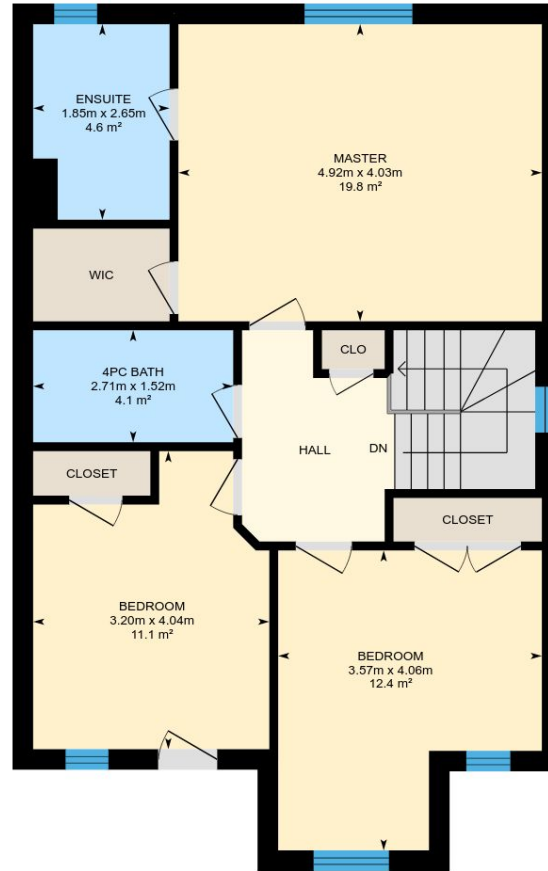 ENSUITE
1.85m x 2.65m
4.6 m²
MASTER
4.92m x 4.03m
19.8 m²
WIC
4PC BATH
2.71m x 1.52m
4.1 m²
CLO
HALL
DN
CLOSET
CLOSET
BEDROOM
3.20m x 4.04m
11.1 m²
BEDROOM
3.57m x 4.06m
12.4 m²